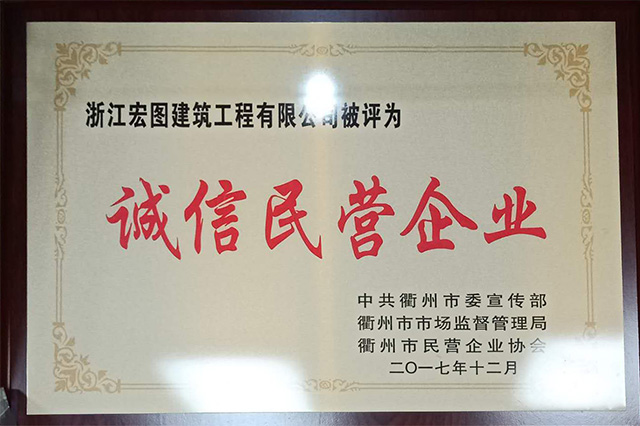 浙江宏图建筑工程有限公司被评为
诚信民营企业
中共衢州市委宣传部
衢州市市场监督管理局
衢州市民营企业协会
二〇一七年十二月